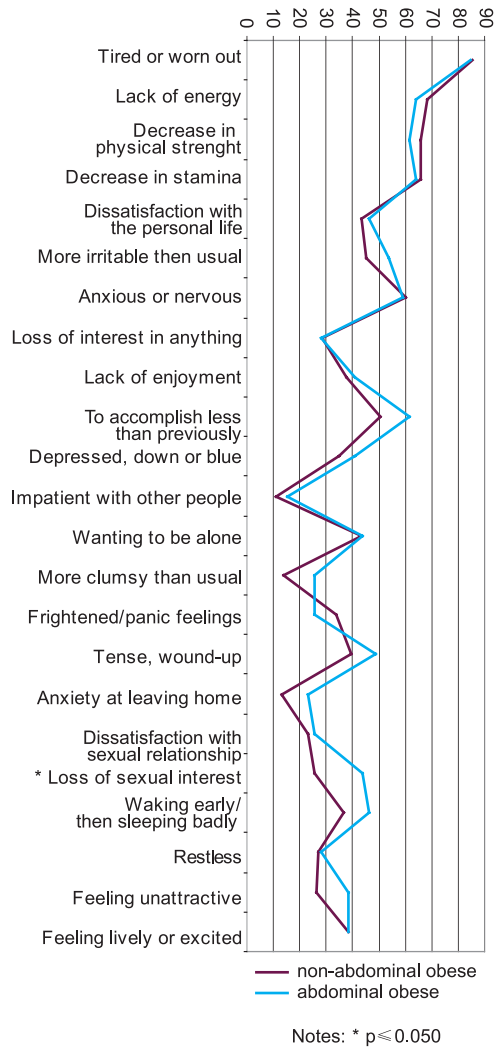 0 10 20 30 40 50 60 70 80 90
Tired or worn out
Lack of energy
Decrease in
physical strenght
Decrease in stamina
Dissatisfaction with
the personal life
More irritable then usual
Anxious or nervous
Loss of interest in anything
Lack of enjoyment
To accomplish less
than previously
Depressed, down or blue
Impatient with other people
Wanting to be alone
More clumsy than usual
Frightened/panic feelings
Tense, wound-up
Anxiety at leaving home
Dissatisfaction with
sexual relationship
* Loss of sexual interest
Waking early/
then sleeping badly
Restless
Feeling unattractive
Feeling lively or excited
non-abdominal obese
abdominal obese
Notes: * p⩽0.050